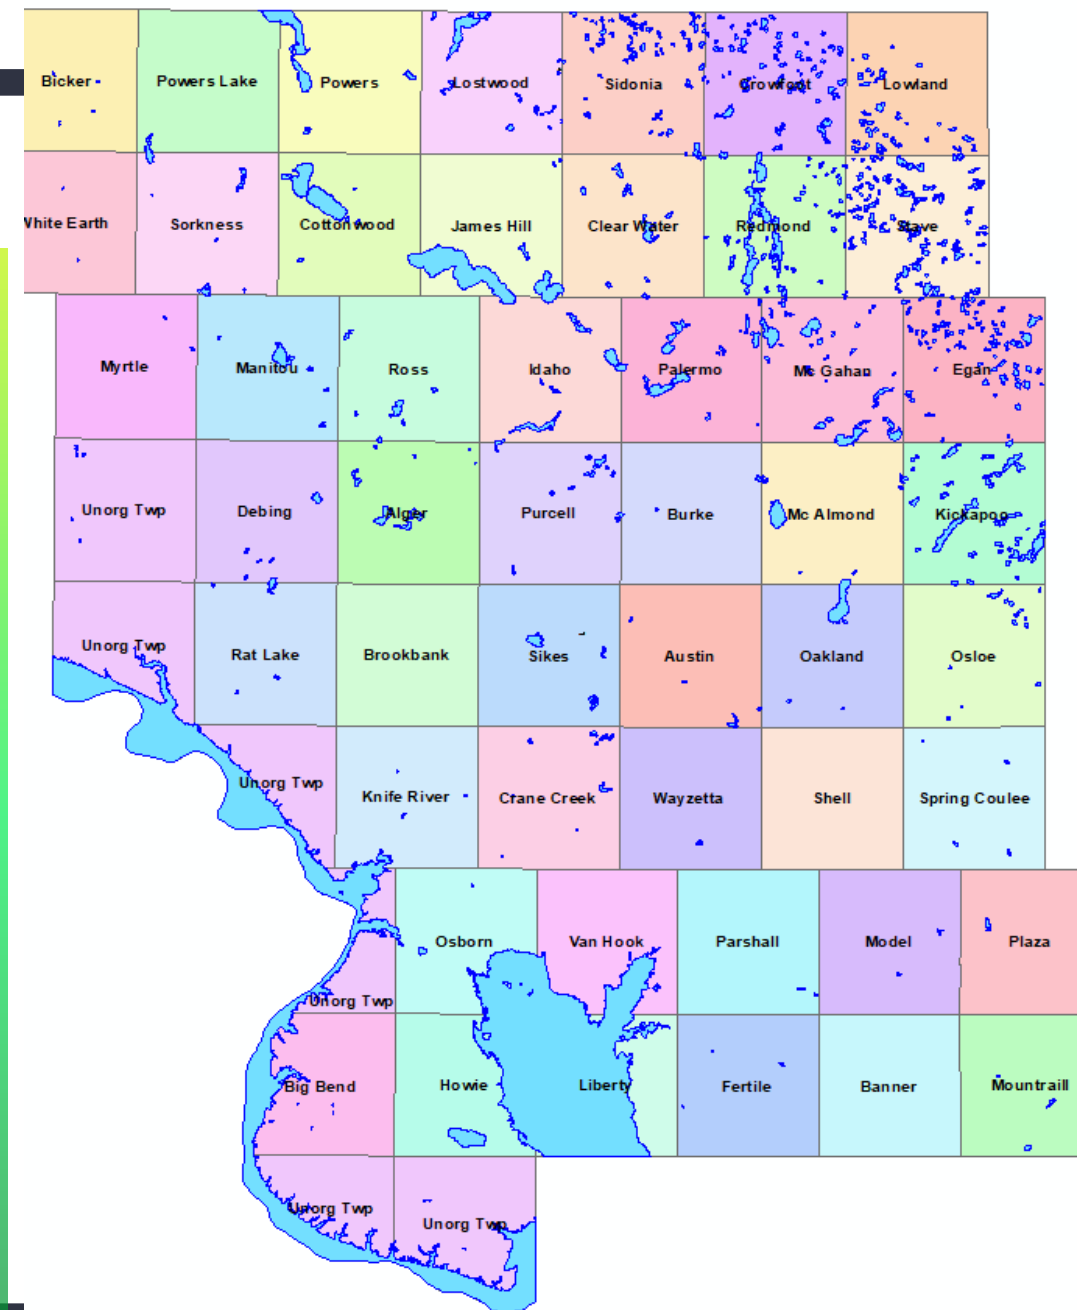 Bicker
Powers Lake
Powers
Lostwood
Sidonia
Crowfoot
Lowland
White Earth
Sorkness
Cottonwood
James Hill
Clear Water
Redmond
Stave
Myrtle
Manitou
Ross
Idaho
Palermo
Mc Gahan
Egan
Unorg Twp
Debing
Alger
Purcell
Burke
Mc Almond
Kickapoo
Unorg Twp
Rat Lake
Brookbank
Sikes
Austin
Oakland
Osloe
Unorg Twp
Knife River
Crane Creek
Wayzetta
Shell
Spring Coulee
Osborn
Van Hook
Parshall
Model
Plaza
Unorg Twp
Big Bend
Howie
Liberty
Fertile
Banner
Mountraill
Unorg Twp
Unorg Twp